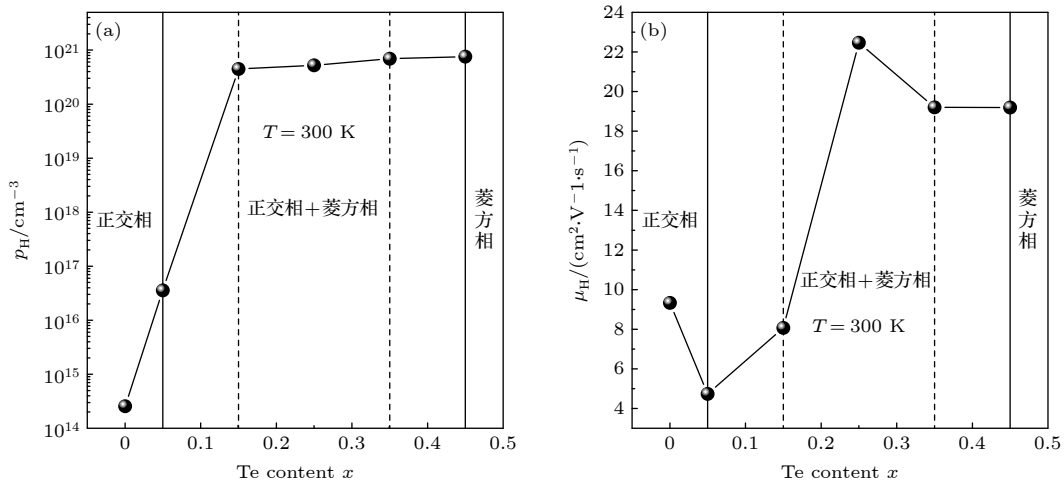 (a)
10²¹
10²⁰
10¹⁹
10¹⁸
10¹⁷
10¹⁶
10¹⁵
10¹⁴
p_H/cm⁻³
T = 300 K
正交相
正交相+菱方相
菱方相
0 0.1 0.2 0.3 0.4 0.5
Te content x
(b)
24
22
20
18
16
14
12
10
8
6
4
μ_H/(cm²·V⁻1·s⁻¹)
正交相
菱方相
正交相+菱方相
T = 300 K
0 0.1 0.2 0.3 0.4 0.5
Te content x